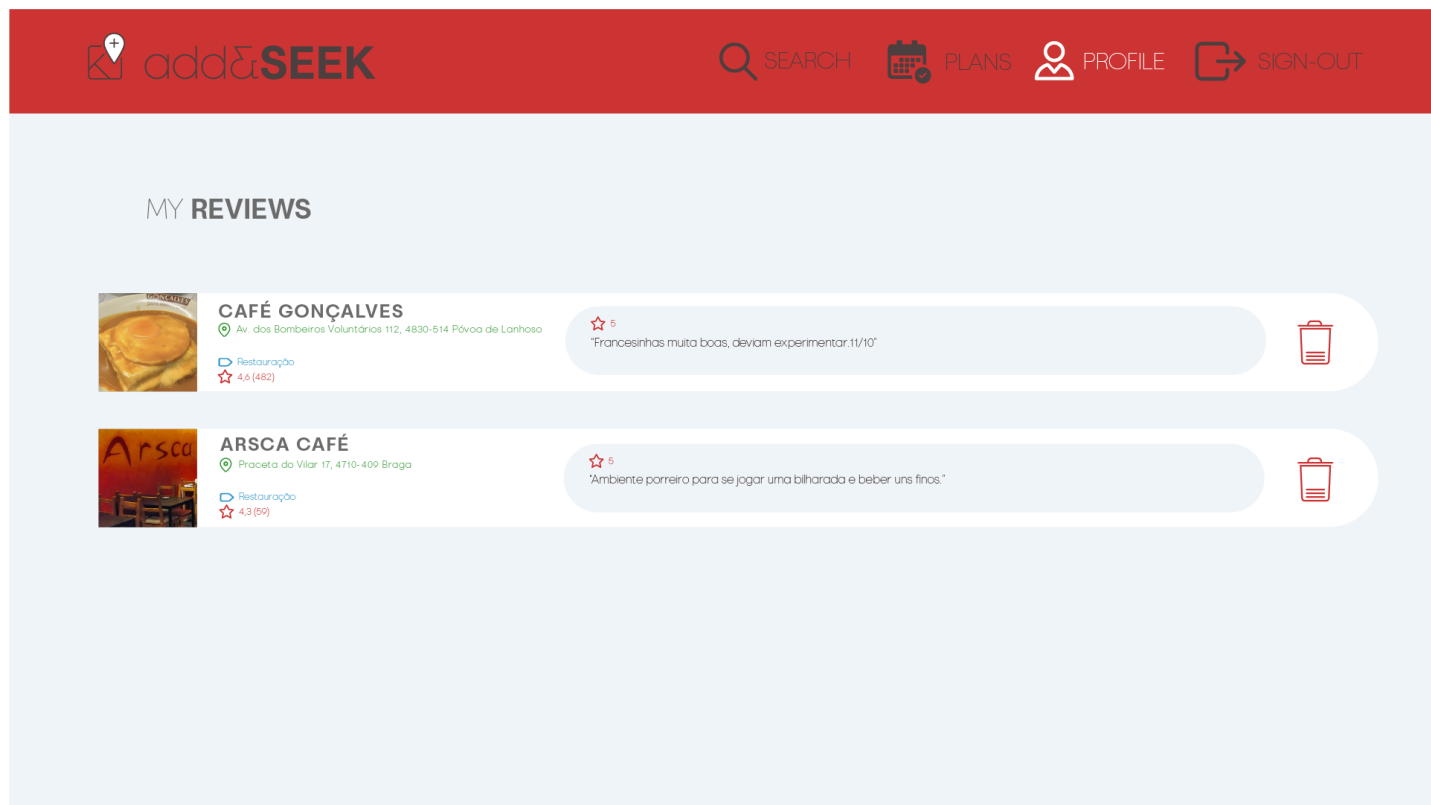 add&SEEK
SEARCH
PLANS
PROFILE
SIGN-OUT
MY REVIEWS
GONÇALVES
CAFÉ GONÇALVES
Av. dos Bombeiros Voluntários 112, 4830-514 Póvoa de Lanhoso
Restauração
4,6 (482)
5
"Francesinhas muita boas, deviam experimentar.11/10"
Arsca
ARSCA CAFÉ
Praceta do Vilar 17, 4710-409 Braga
Restauração
4,3 (59)
5
"Ambiente porreiro para se jogar uma bilharada e beber uns finos."